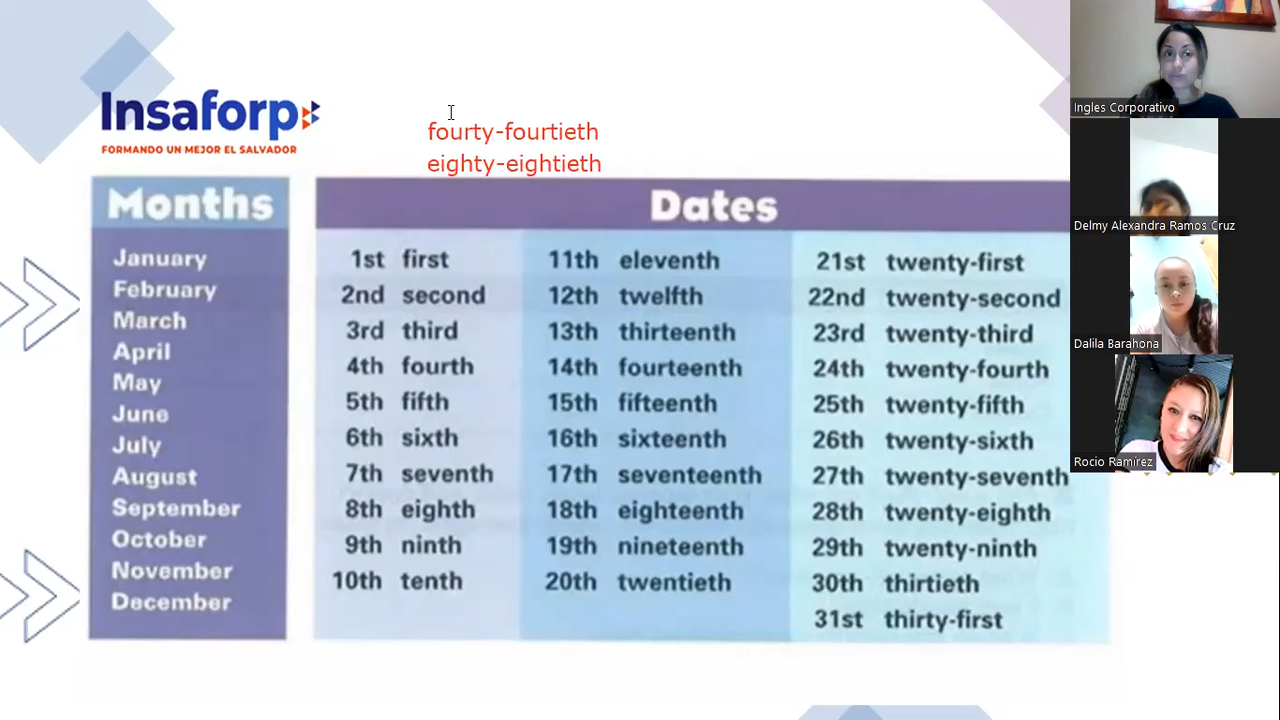 Insaforp
FORMANDO UN MEJOR EL SALVADOR
fourty-fourtieth
eighty-eightieth
Months
January
February
March
April
May
June
July
August
September
October
November
December
Dates
1st first
2nd second
3rd third
4th fourth
5th fifth
6th sixth
7th seventh
8th eighth
9th ninth
10th tenth
11th eleventh
12th twelfth
13th thirteenth
14th fourteenth
15th fifteenth
16th sixteenth
17th seventeenth
18th eighteenth
19th nineteenth
20th twentieth
21st twenty-first
22nd twenty-second
23rd twenty-third
24th twenty-fourth
25th twenty-fifth
26th twenty-sixth
27th twenty-seventh
28th twenty-eighth
29th twenty-ninth
30th thirtieth
31st thirty-first
Ingles Corporativo
Delmy Alexandra Ramos Cruz
Dalila Barahona
Rocio Ramirez